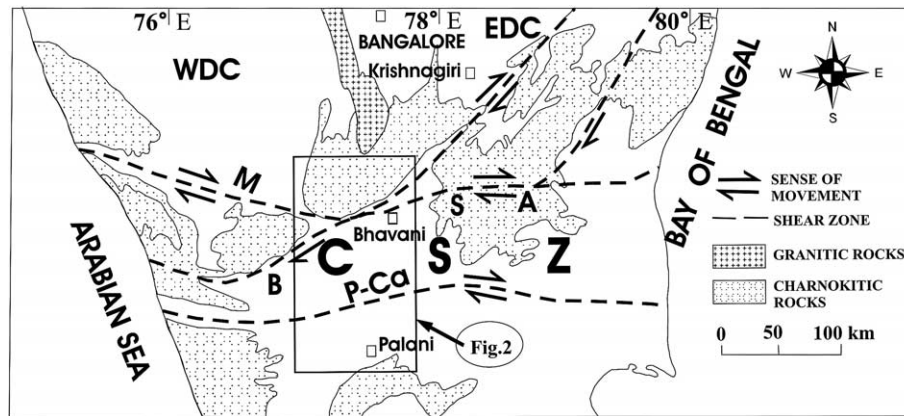 76° E
78° E
80° E
BANGALORE
EDC
Krishnagiri
WDC
N
W
E
S
BAY OF BENGAL
M
S
A
Bhavani
C
S
Z
B
P-Ca
ARABIAN SEA
Palani
Fig.2
SENSE OF
MOVEMENT
SHEAR ZONE
GRANITIC ROCKS
CHARNOKITIC
ROCKS
0 50 100 km